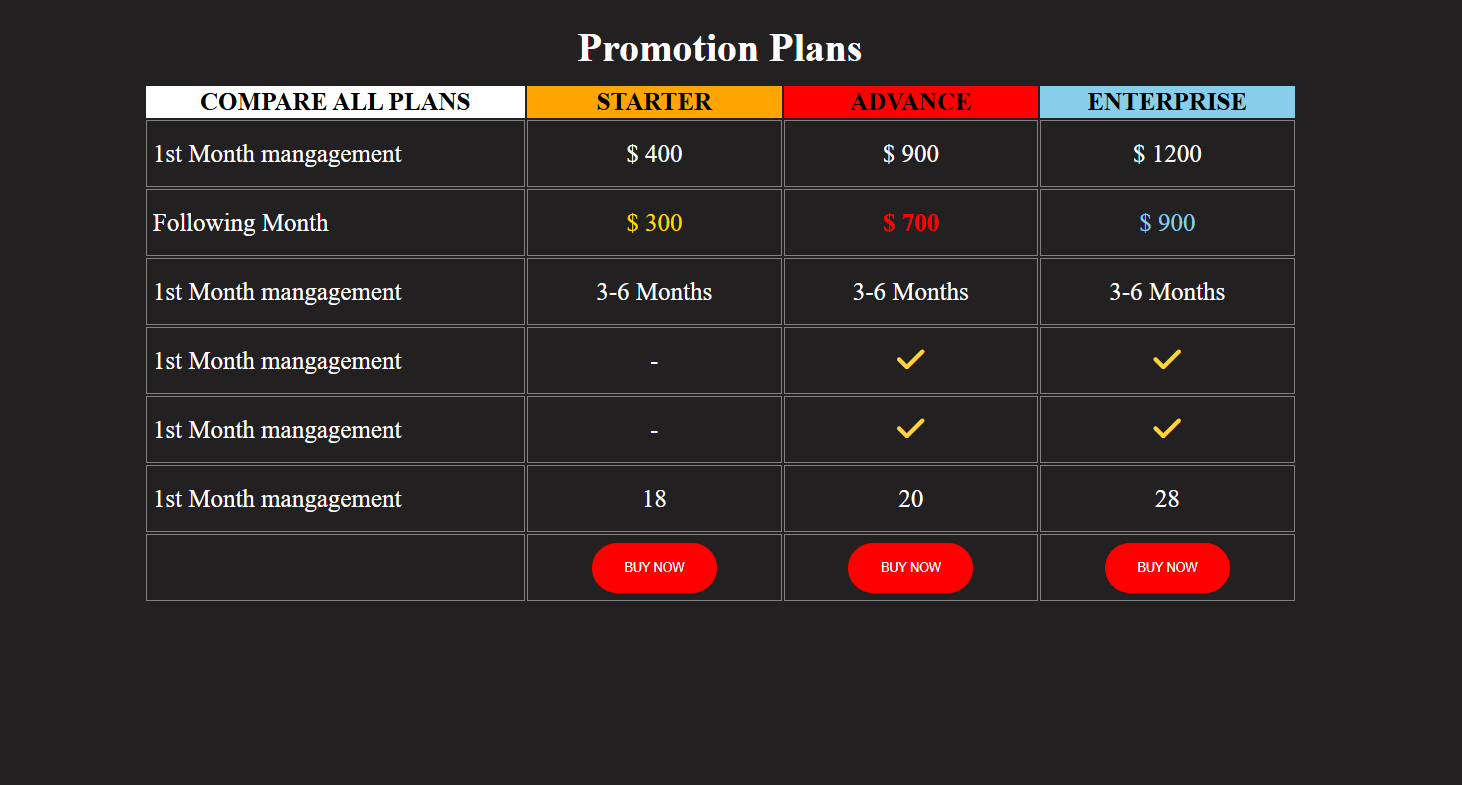 Promotion Plans
COMPARE ALL PLANS STARTER ADVANCE ENTERPRISE
1st Month mangagement $ 400 $ 900 $ 1200
Following Month $ 300 $ 700 $ 900
1st Month mangagement 3-6 Months 3-6 Months 3-6 Months
1st Month mangagement - ✓ ✓
1st Month mangagement - ✓ ✓
1st Month mangagement 18 20 28
BUY NOW BUY NOW BUY NOW